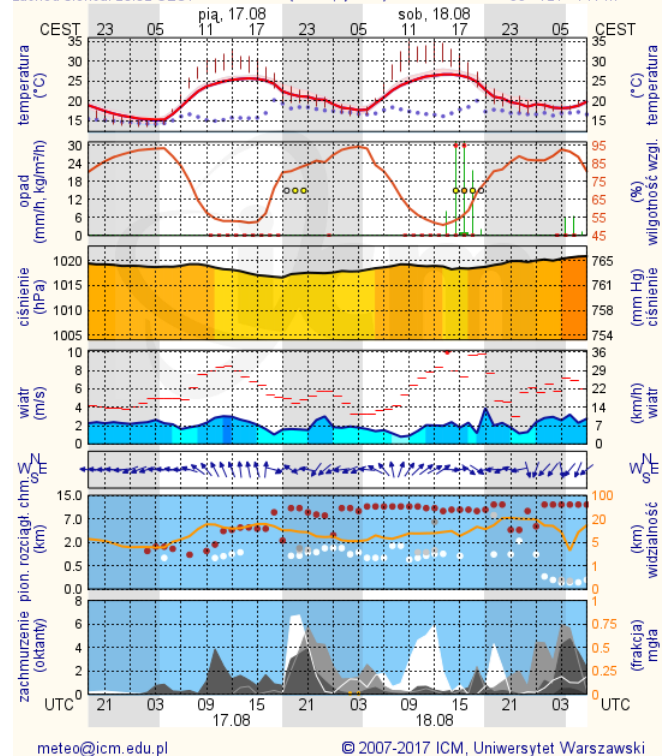 pią, 17.08 sob, 18.08
CEST 23 05 11 17 23 05 11 17 23 05 CEST
temperatura (°C) 35 30 25 20 15 35 30 25 20 15 (°C) temperatura
opad (mm/h, kg/m²/h) 30 24 18 12 6 0 95 85 75 65 55 45 (%) wilgotność wzgl.
ciśnienie (hPa) 1020 1015 1010 1005 765 761 758 754 (mm Hg) ciśnienie
wiatr (m/s) 10 8 6 4 2 0 36 29 22 14 7 0 (km/h) wiatr
N W E S N W E S
pion. rozciągł. chm. (km) 15.0 7.0 2.0 0.5 0.0 100 20 5 1 0 (km) widzialność
zachmurzenie (oktanty) 8 6 4 2 0 1 0.75 0.5 0.25 0 (frakcja) mgła
UTC 21 03 09 15 21 03 09 15 21 03 UTC
17.08 18.08
meteo@icm.edu.pl © 2007-2017 ICM, Uniwersytet Warszawski